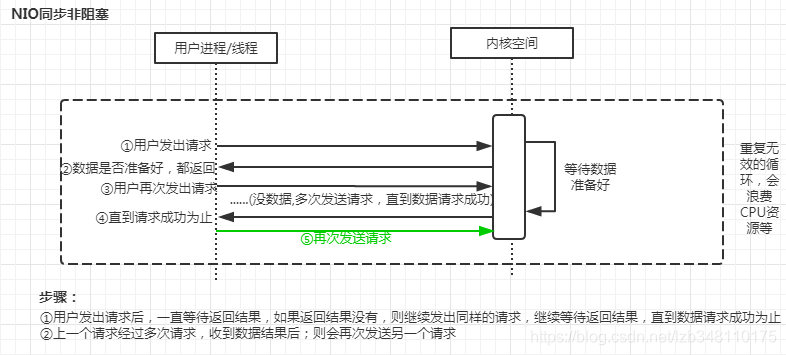 NIO同步非阻塞
用户进程/线程
内核空间
①用户发出请求
②数据是否准备好，都返回
③用户再次发出请求
......(没数据,多次发送请求，直到数据请求成功)
④直到请求成功为止
⑤再次发送请求
等待数据
准备好
重复无
效的循
环，会
浪费
CPU资
源等
步骤：
①用户发出请求后，一直等待返回结果，如果返回结果没有，则继续发出同样的请求，继续等待返回结果，直到数据请求成功为止
②上一个请求经过多次请求，收到数据结果后；则会再次发送另一个请求
https://blog.csdn.net/lzb348110175